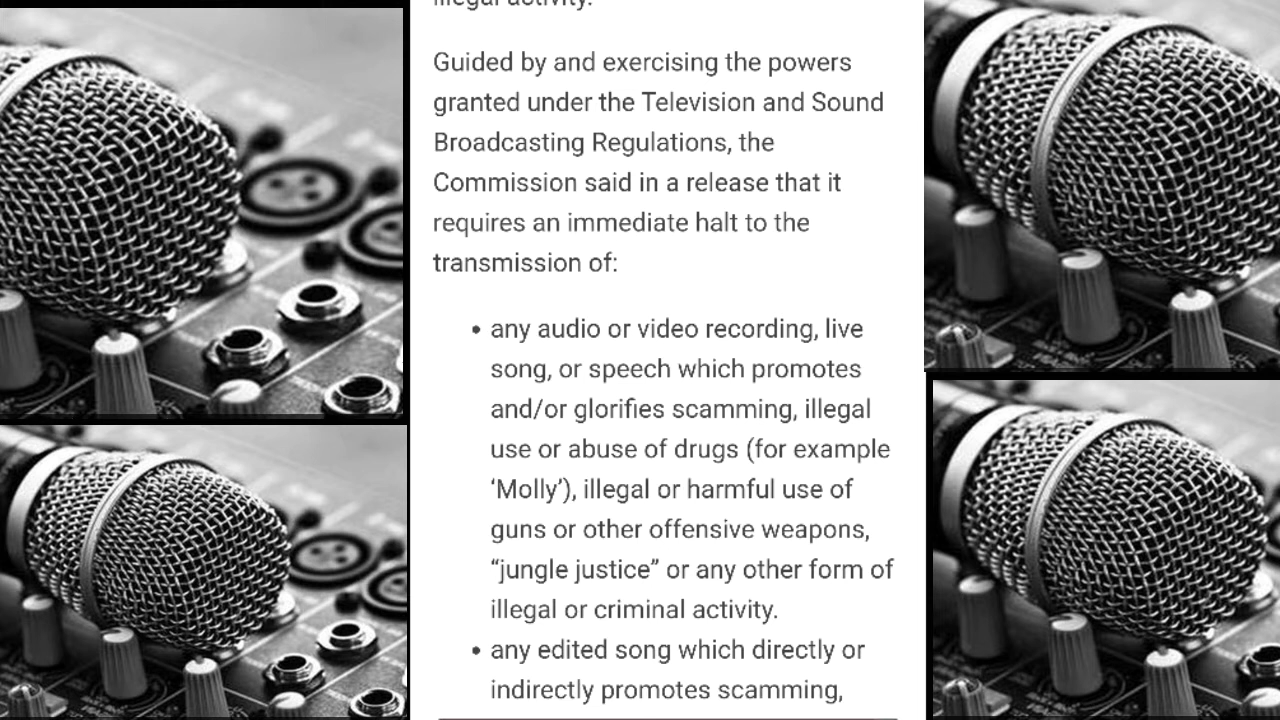 illegal activity.
Guided by and exercising the powers
granted under the Television and Sound
Broadcasting Regulations, the
Commission said in a release that it
requires an immediate halt to the
transmission of:
• any audio or video recording, live
song, or speech which promotes
and/or glorifies scamming, illegal
use or abuse of drugs (for example
‘Molly’), illegal or harmful use of
guns or other offensive weapons,
“jungle justice” or any other form of
illegal or criminal activity.
• any edited song which directly or
indirectly promotes scamming,